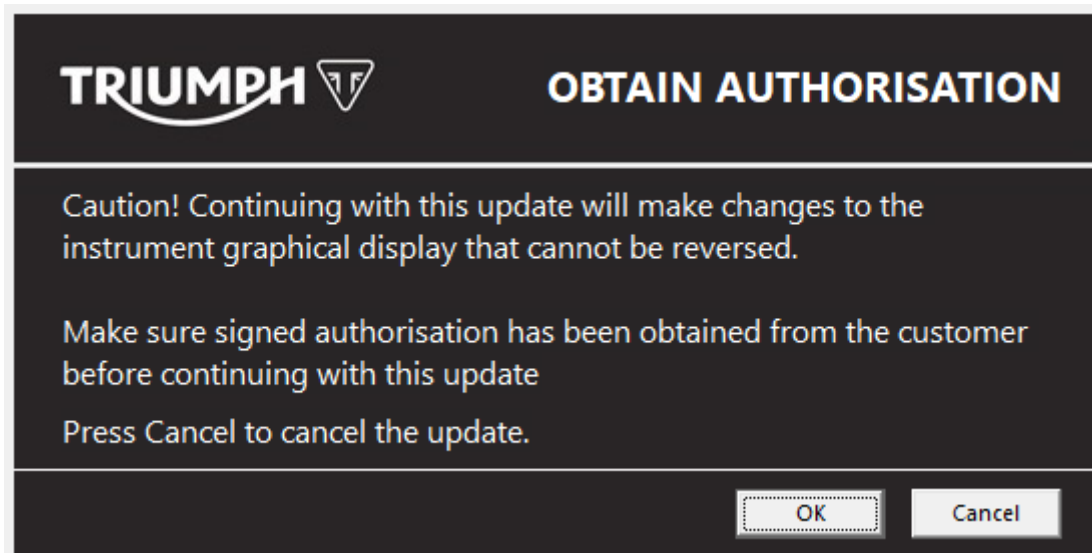 TRIUMPH
OBTAIN AUTHORISATION
Caution! Continuing with this update will make changes to the
instrument graphical display that cannot be reversed.
Make sure signed authorisation has been obtained from the customer
before continuing with this update
Press Cancel to cancel the update.
OK
Cancel